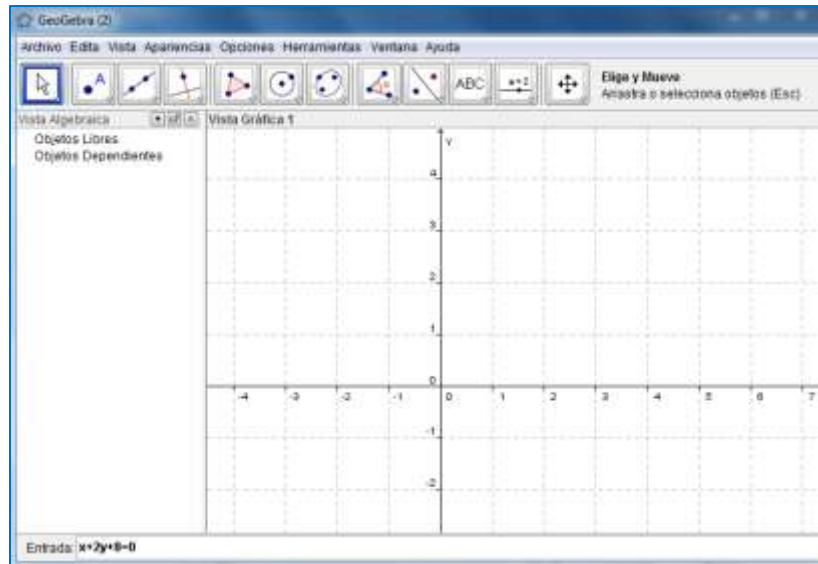 GeoGebra (2)
Archivo Edita Vista Apariencias Opciones Herramientas Ventana Ayuda
A
ABC
a=2
Elige y Mueve
Arrastra o selecciona objetos (Esc)
Vista Algebraica
Vista Gráfica 1
Objetos Libres
Objetos Dependientes
y
4
3
2
1
0
-4 -3 -2 -1 0 1 2 3 4 5 6 7
-1
-2
Entrada: x+2y+8=0